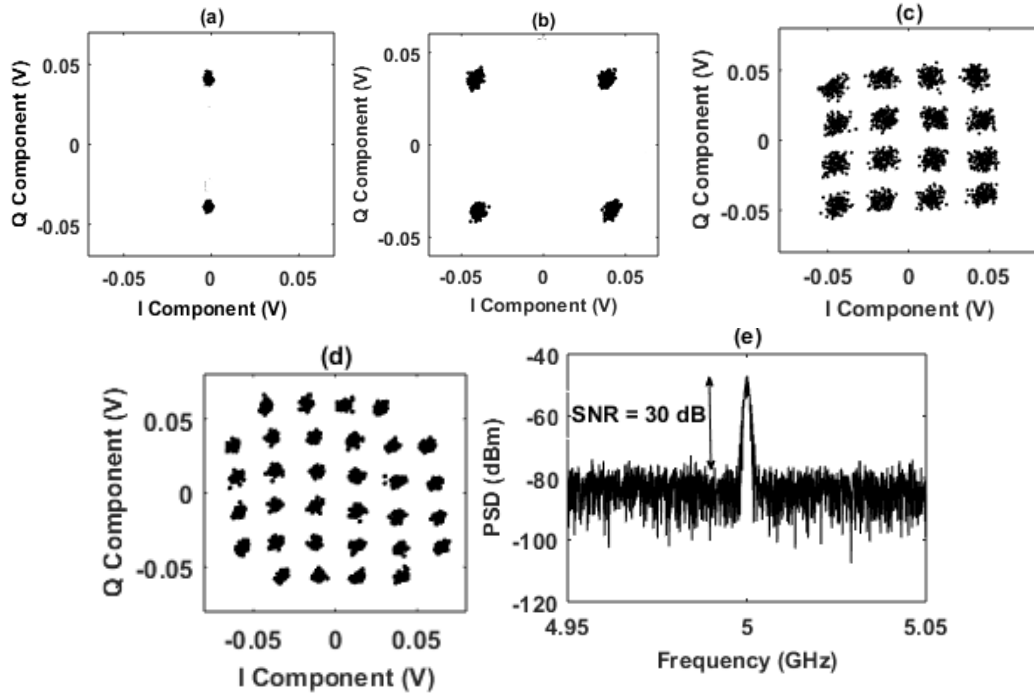 (a)
0.05
0
-0.05
-0.05 0 0.05
Q Component (V)
I Component (V)
(b)
0.05
0
-0.05
-0.05 0 0.05
Q Component (V)
I Component (V)
(c)
0.05
0
-0.05
-0.05 0 0.05
Q Component (V)
I Component (V)
(d)
0.05
0
-0.05
-0.05 0 0.05
Q Component (V)
I Component (V)
(e)
-40
-60
-80
-100
-120
4.95 5 5.05
SNR = 30 dB
PSD (dBm)
Frequency (GHz)